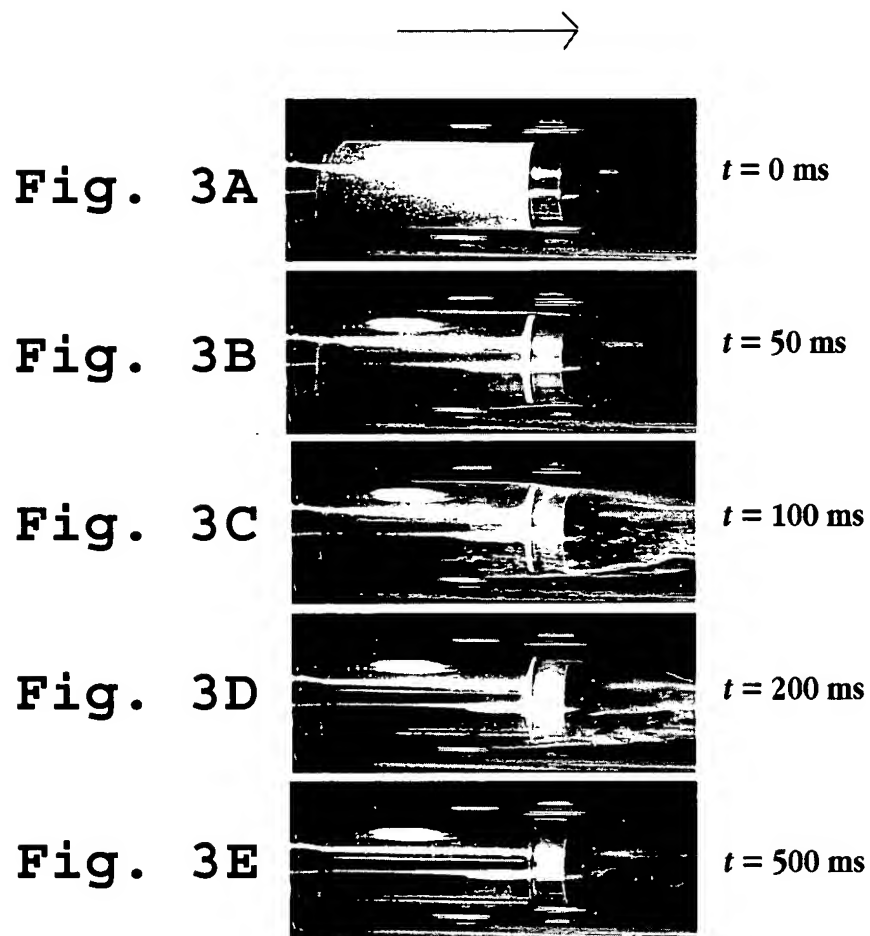 Fig. 3A t = 0 ms
Fig. 3B t = 50 ms
Fig. 3C t = 100 ms
Fig. 3D t = 200 ms
Fig. 3E t = 500 ms